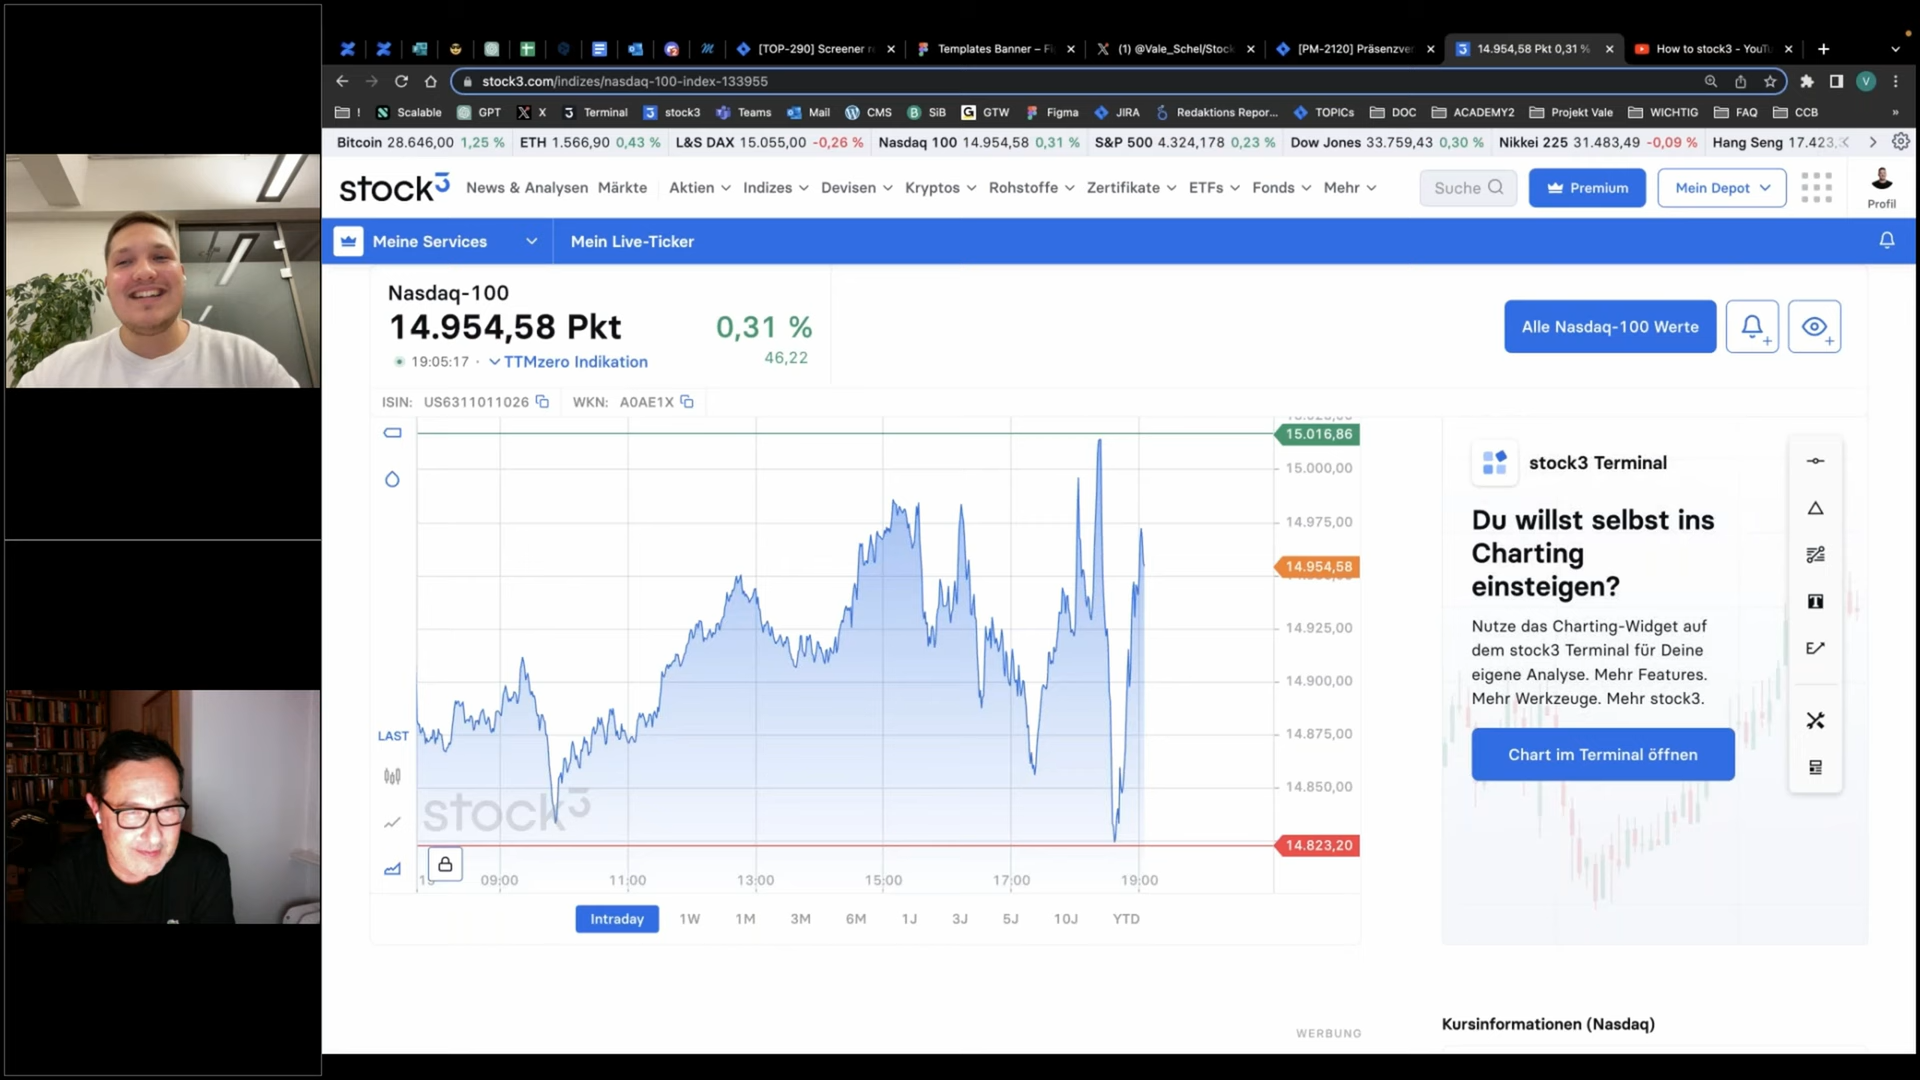 [TOP-290] Screener
Templates Banner – Fi
(1) @Vale_Schel/Stock
[PM-2120] Präsenzver
14.954,58 Pkt 0,31 %
How to stock3 - YouTu
stock3.com/indizes/nasdaq-100-index-133955
! Scalable GPT X Terminal stock3 Teams Mail CMS SiB GTW Figma JIRA Redaktions Repor... TOPICs DOC ACADEMY2 Projekt Vale WICHTIG FAQ CCB »
Bitcoin 28.646,00 1,25 % ETH 1.566,90 0,43 % L&S DAX 15.055,00 -0,26 % Nasdaq 100 14.954,58 0,31 % S&P 500 4.324,178 0,23 % Dow Jones 33.759,43 0,30 % Nikkei 225 31.483,49 -0,09 % Hang Seng 17.423,
stock3 News & Analysen Märkte Aktien Indizes Devisen Kryptos Rohstoffe Zertifikate ETFs Fonds Mehr Suche Premium Mein Depot Profil
Meine Services Mein Live-Ticker
Nasdaq-100
14.954,58 Pkt 0,31 %
46,22
19:05:17 · TTMzero Indikation
Alle Nasdaq-100 Werte
ISIN: US6311011026 WKN: A0AE1X
15.016,86
15.000,00
14.975,00
14.954,58
14.925,00
14.900,00
14.875,00
14.850,00
14.823,20
LAST
stock3
09:00 11:00 13:00 15:00 17:00 19:00
Intraday 1W 1M 3M 6M 1J 3J 5J 10J YTD
stock3 Terminal
Du willst selbst ins
Charting
einsteigen?
Nutze das Charting-Widget auf
dem stock3 Terminal für Deine
eigene Analyse. Mehr Features.
Mehr Werkzeuge. Mehr stock3.
Chart im Terminal öffnen
WERBUNG
Kursinformationen (Nasdaq)